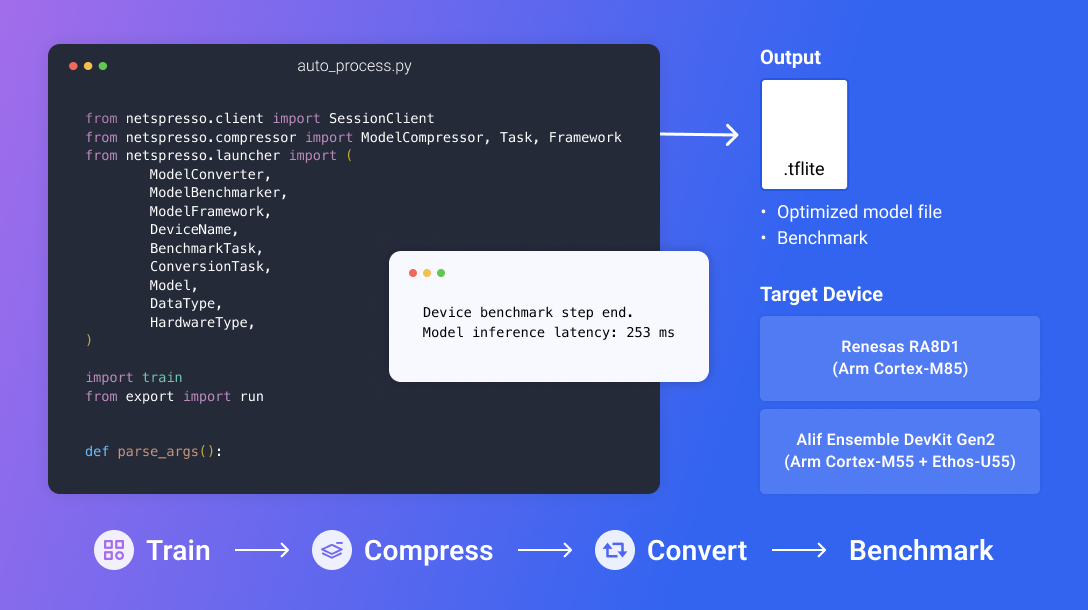 auto_process.py
from netspresso.client import SessionClient
from netspresso.compressor import ModelCompressor, Task, Framework
from netspresso.launcher import (
        ModelConverter,
        ModelBenchmarker,
        ModelFramework,
        DeviceName,
        BenchmarkTask,
        ConversionTask,
        Model,
        DataType,
        HardwareType,
)
import train
from export import run
def parse_args():
Device benchmark step end.
Model inference latency: 253 ms
Output
.tflite
• Optimized model file
• Benchmark
Target Device
Renesas RA8D1
(Arm Cortex-M85)
Alif Ensemble DevKit Gen2
(Arm Cortex-M55 + Ethos-U55)
Train
Compress
Convert
Benchmark